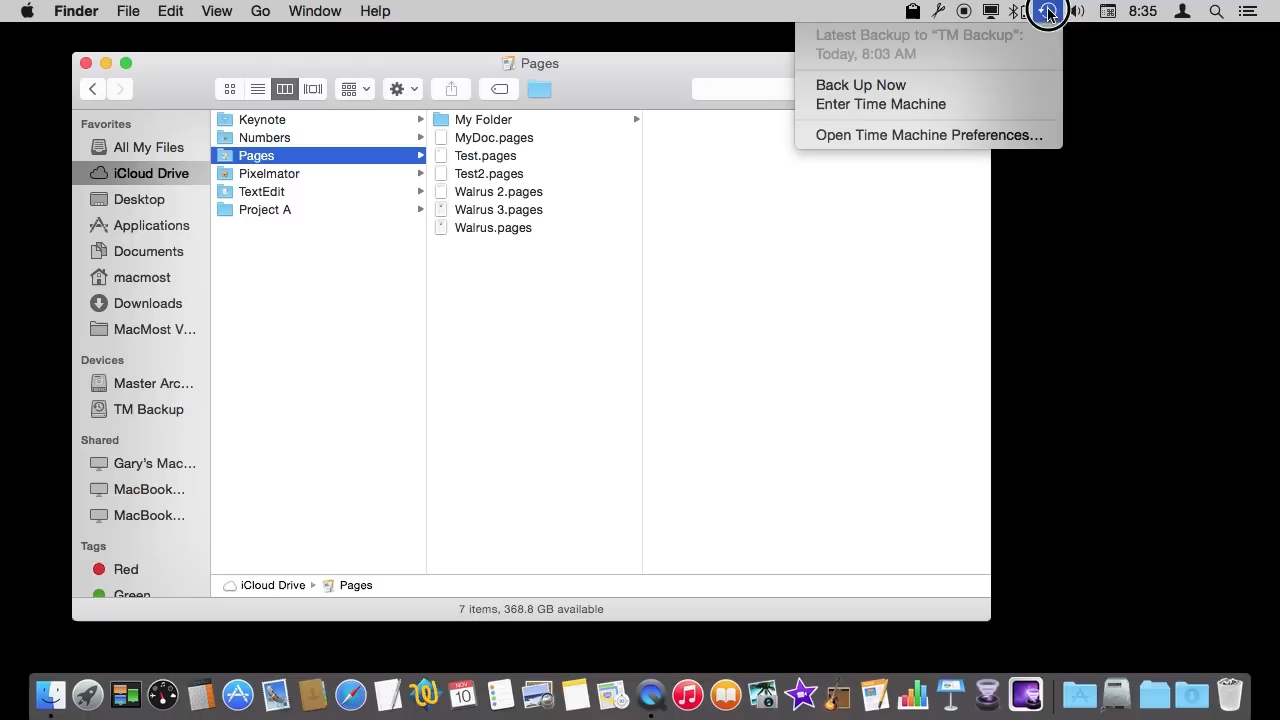 Finder File Edit View Go Window Help 8:35
Latest Backup to “TM Backup”:
Today, 8:03 AM
Back Up Now
Enter Time Machine
Open Time Machine Preferences…
Pages
Favorites
All My Files
iCloud Drive
Desktop
Applications
Documents
macmost
Downloads
MacMost V…
Devices
Master Arc…
TM Backup
Shared
Gary’s Mac…
MacBook…
MacBook…
Tags
Red
Green
Keynote
Numbers
Pages
Pixelmator
TextEdit
Project A
My Folder
MyDoc.pages
Test.pages
Test2.pages
Walrus 2.pages
Walrus 3.pages
Walrus.pages
iCloud Drive Pages
7 items, 368.8 GB available
NOV
10